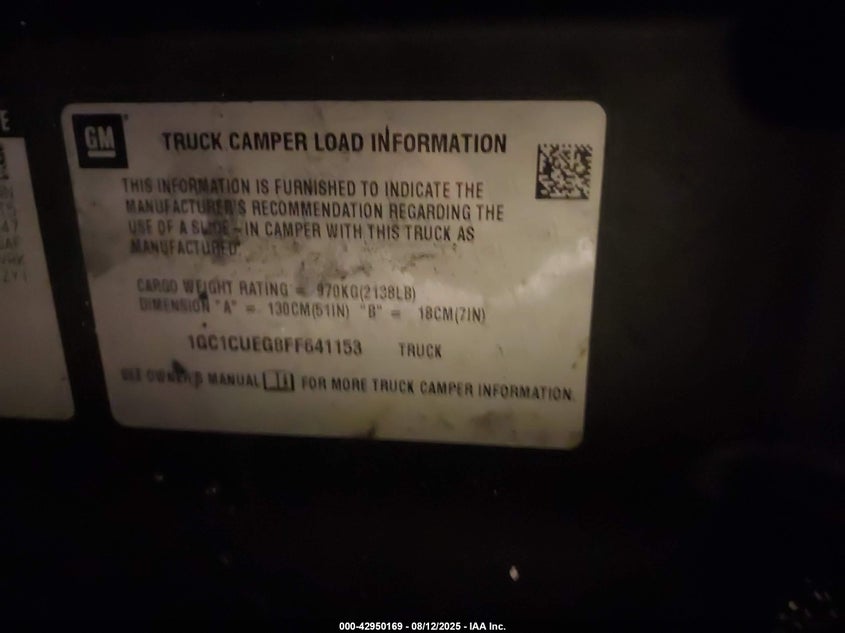 GM
TRUCK CAMPER LOAD INFORMATION
THIS INFORMATION IS FURNISHED TO INDICATE THE
MANUFACTURER'S RECOMMENDATION REGARDING THE
USE OF A SLIDE-IN CAMPER WITH THIS TRUCK AS
MANUFACTURED
CARGO WEIGHT RATING = 970KG(2138LB)
DIMENSION "A" = 130CM(51IN) "B" = 18CM(7IN)
1GC1CUEG8FF641153 TRUCK
SEE OWNER'S MANUAL FOR MORE TRUCK CAMPER INFORMATION.
000-42950169 - 08/12/2025 - IAA Inc.